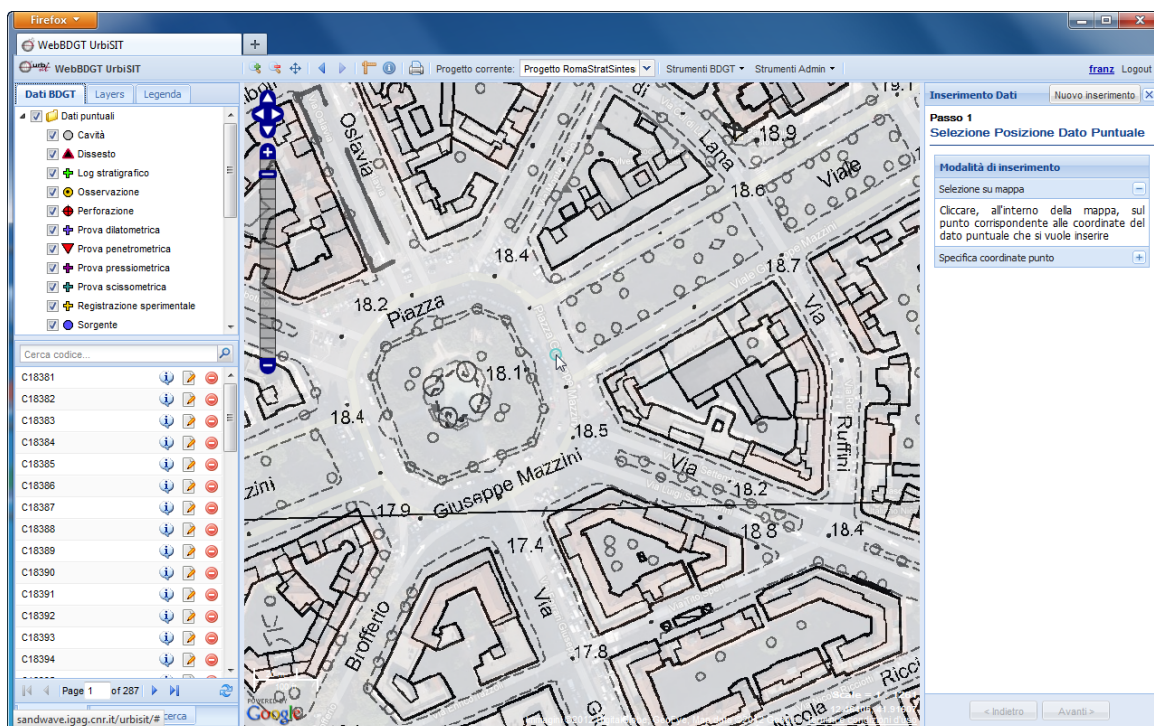 Firefox
WebBDGT UrbiSIT
WebBDGT UrbiSIT
Progetto corrente: Progetto RomaStratSintes
Strumenti BDGT
Strumenti Admin
franz Logout
Dati BDGT Layers Legenda
Dati puntuali
Cavità
Dissesto
Log stratigrafico
Osservazione
Perforazione
Prova dilatometrica
Prova penetrometrica
Prova pressiometrica
Prova scissometrica
Registrazione sperimentale
Sorgente
Cerca codice...
C18381
C18382
C18383
C18384
C18385
C18386
C18387
C18388
C18389
C18390
C18391
C18392
C18393
C18394
Page 1 of 287
sandwave.igag.cnr.it/urbisit/#
cerca
Oslavia
di Lana
18.9
19.1
Viale
18.6
18.4
18.7
18.2
Piazza
Via
18.1
18.4
18.5
Ruffini
Giuseppe Mazzini
Via
18.2
zzini
17.9
18.8
18.4
17.4
Brofferio
Via
17.8
Ricci
Nicola
POWERED BY
Google
Inserimento Dati
Nuovo inserimento
Passo 1
Selezione Posizione Dato Puntuale
Modalità di inserimento
Selezione su mappa
Cliccare, all'interno della mappa, sul
punto corrispondente alle coordinate del
dato puntuale che si vuole inserire
Specifica coordinate punto
< Indietro
Avanti >